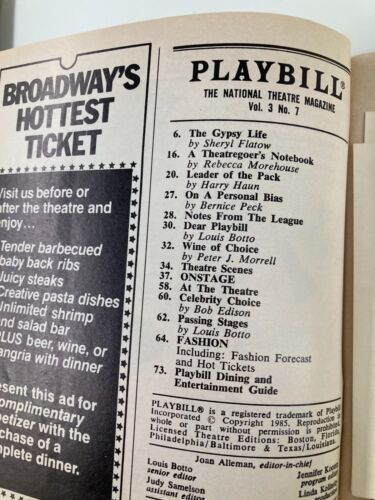 BROADWAY'S
HOTTEST
TICKET
Visit us before or
after the theatre and
enjoy...
Tender barbecued
baby back ribs
Juicy steaks
Creative pasta dishes
Unlimited shrimp
and salad bar
PLUS beer, wine, or
sangria with dinner
Present this ad for
complimentary
appetizer with the
purchase of a
complete dinner.
PLAYBILL®
THE NATIONAL THEATRE MAGAZINE
Vol. 3 No. 7
6. The Gypsy Life
by Sheryl Flatow
16. A Theatregoer's Notebook
by Rebecca Morehouse
20. Leader of the Pack
by Harry Haun
27. On A Personal Bias
by Bernice Peck
28. Notes From The League
30. Dear Playbill
by Louis Botto
32. Wine of Choice
by Peter J. Morrell
34. Theatre Scenes
37. ONSTAGE
58. At The Theatre
60. Celebrity Choice
by Bob Edison
62. Passing Stages
by Louis Botto
64. FASHION
Including: Fashion Forecast
and Hot Tickets
73. Playbill Dining and
Entertainment Guide
PLAYBILL® is a registered trademark of Playbill
Incorporated © Copyright 1985. Reproduction in
whole or part without permission is prohibited.
Licensed Theatre Editions: Boston, Florida,
Philadelphia/Baltimore & Texas/Louisiana.
Joan Alleman, editor-in-chief
Louis Botto
senior editor
Judy Samelson
assistant editor
Jennifer
program editor
Linda